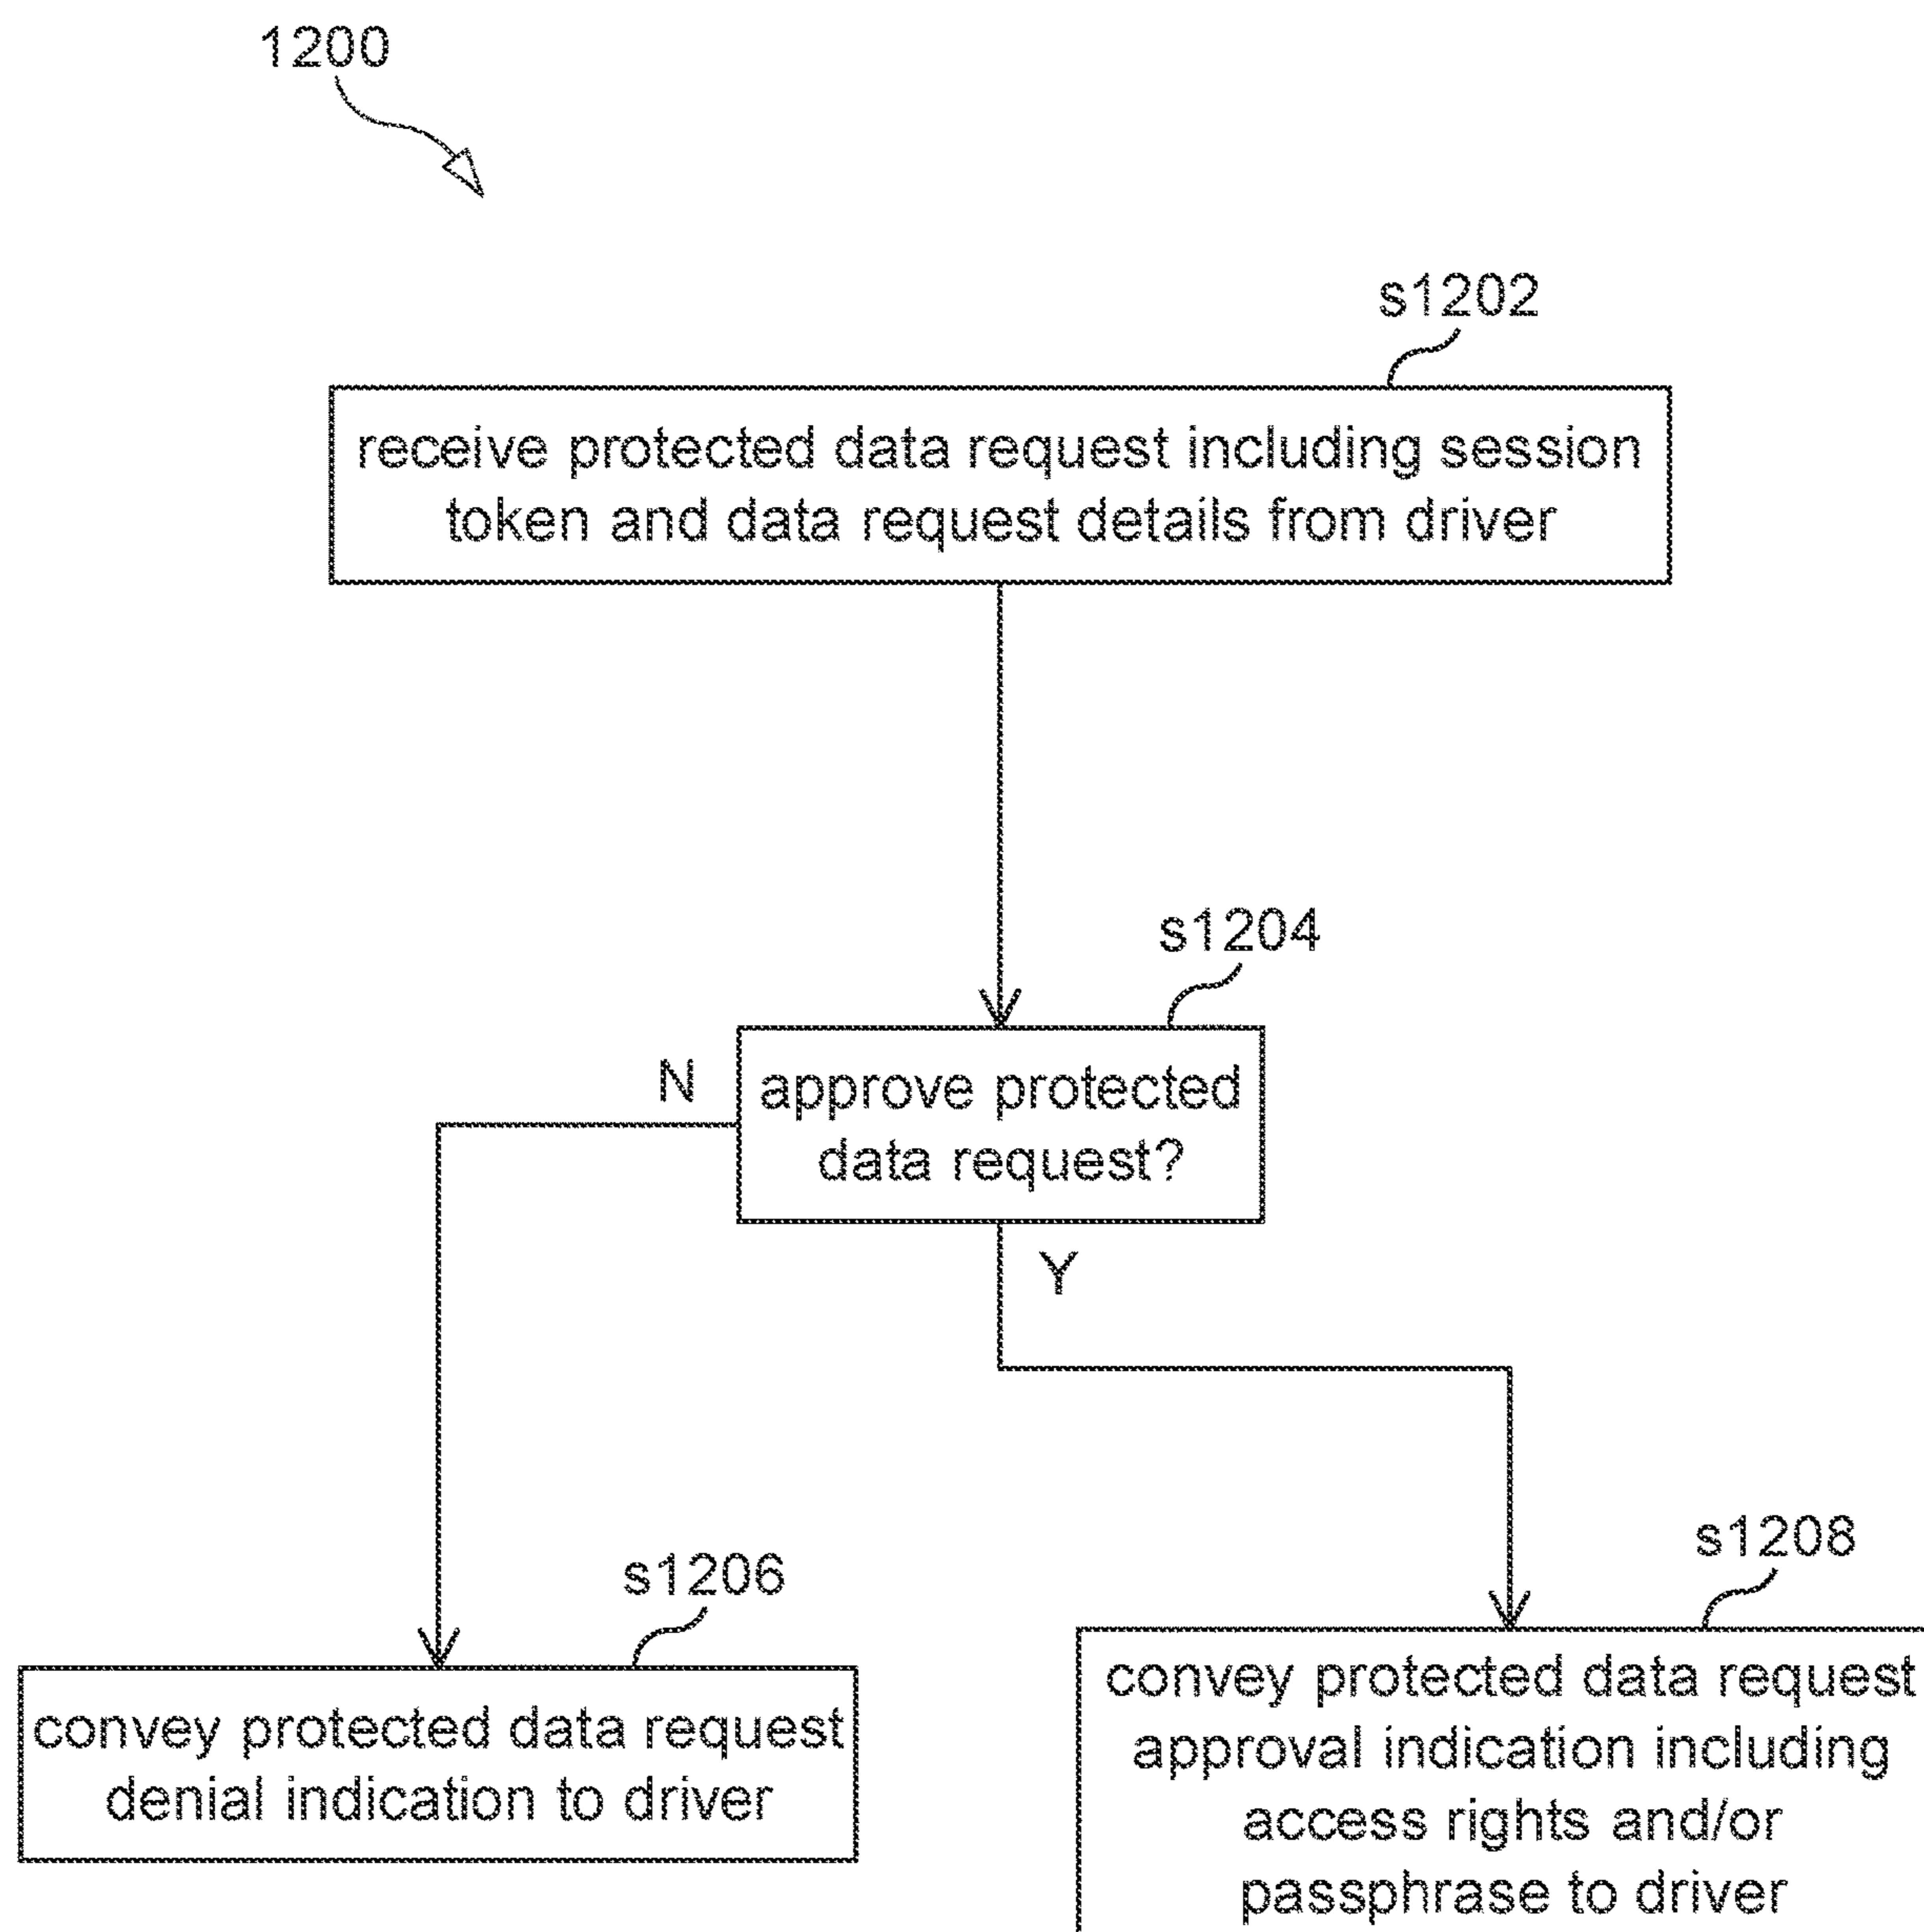 1200
s1202
receive protected data request including session
token and data request details from driver
s1204
N
approve protected
data request?
Y
s1206
convey protected data request
denial indication to driver
s1208
convey protected data request
approval indication including
access rights and/or
passphrase to driver